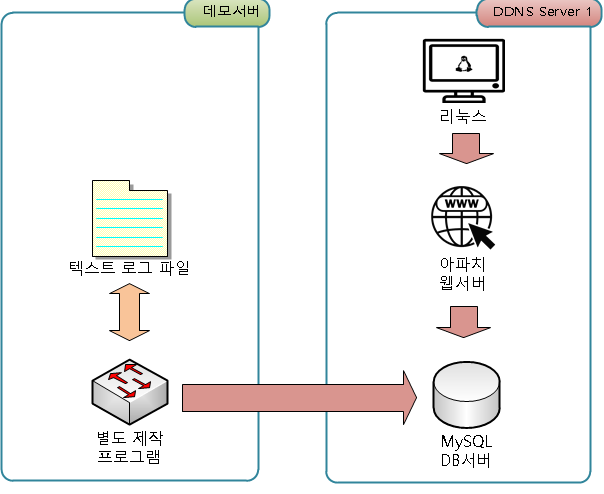 데모서버
DDNS Server 1
리눅스
WWW
텍스트 로그 파일
아파치
웹서버
별도 제작
프로그램
MySQL
DB서버